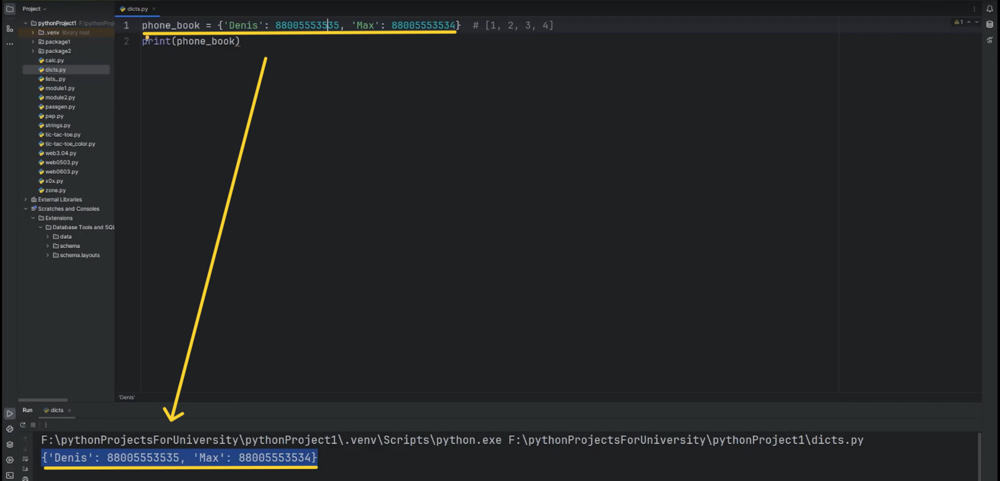 Project
dicts.py
pythonProject1 F:\pythonProje
.venv library root
package1
package2
calc.py
dicts.py
lists_.py
module1.py
module2.py
passgen.py
pep.py
strings.py
tic-tac-toe.py
tic-tac-toe_color.py
web3.04.py
web0503.py
web0603.py
x0x.py
zone.py
External Libraries
Scratches and Consoles
Extensions
Database Tools and SQL
data
schema
schema.layouts
1 phone_book = {'Denis': 88005553535, 'Max': 88005553534} # [1, 2, 3, 4]
2 print(phone_book)
1
'Denis'
Run dicts
F:\pythonProjectsForUniversity\pythonProject1\.venv\Scripts\python.exe F:\pythonProjectsForUniversity\pythonProject1\dicts.py
{'Denis': 88005553535, 'Max': 88005553534}